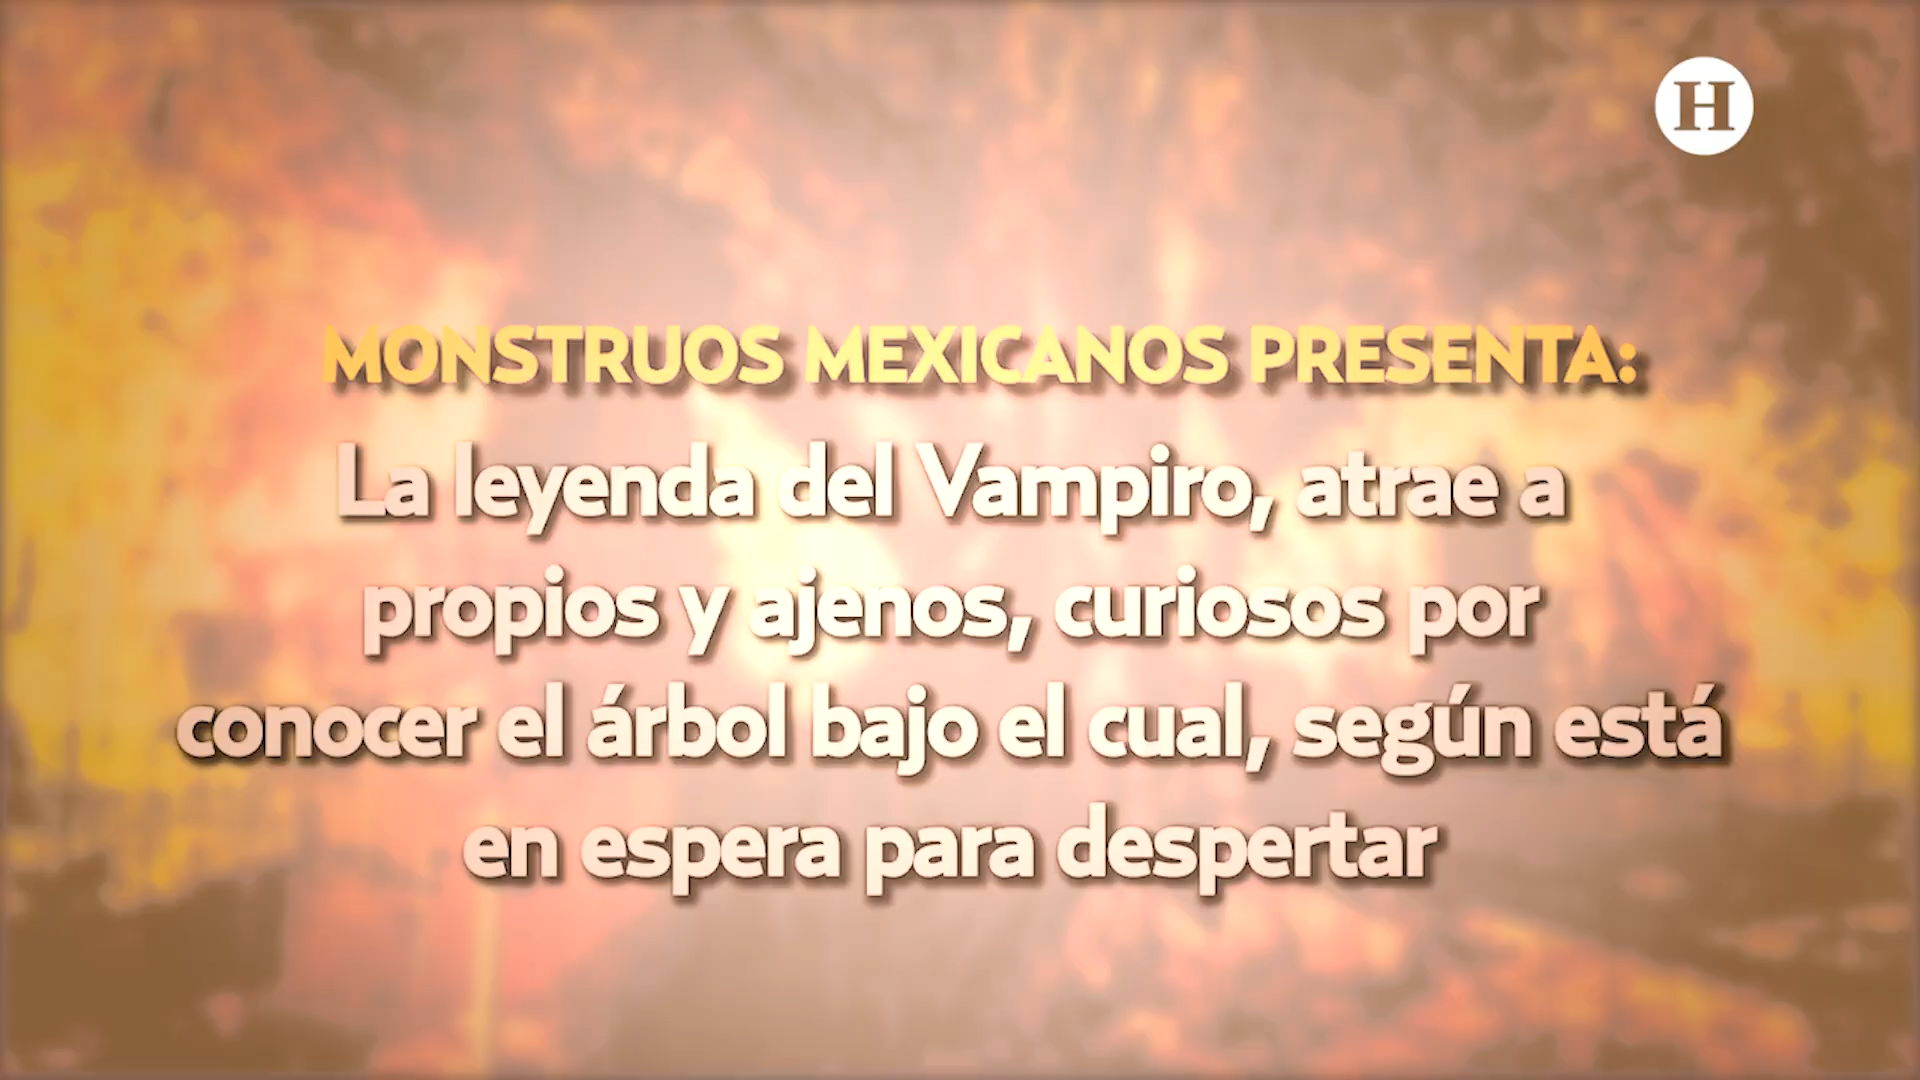 H
MONSTRUOS MEXICANOS PRESENTA:
La leyenda del Vampiro, atrae a
propios y ajenos, curiosos por
conocer el árbol bajo el cual, según está
en espera para despertar